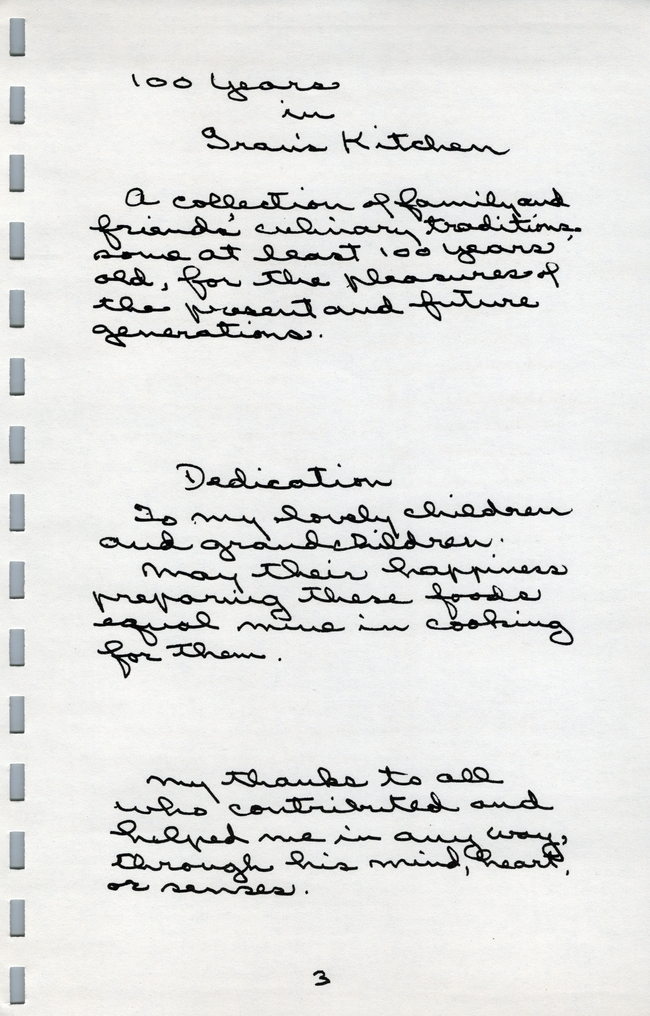 100 Years
in
Gran's Kitchen
A collection of family and
friends' culinary traditions,
some at least 100 years
old, for the pleasures of
the present and future
generations.
Dedication
To my lovely children
and grandchildren.
May their happiness
preparing these foods
equal mine in cooking
for them.
My thanks to all
who contributed and
helped me in any way,
through his mind, heart,
or senses.
3